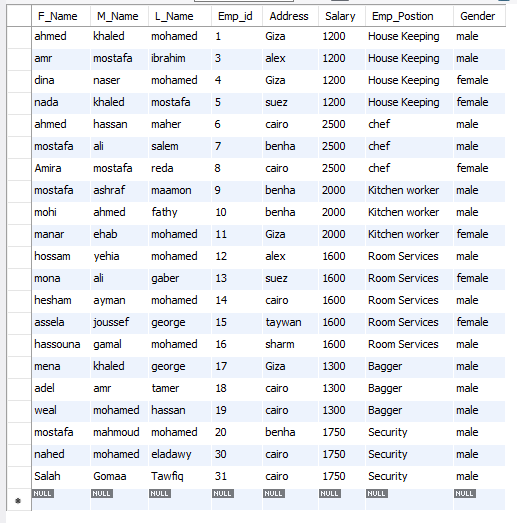 F_Name M_Name L_Name Emp_id Address Salary Emp_Postion Gender
ahmed khaled mohamed 1 Giza 1200 House Keeping male
amr mostafa ibrahim 3 alex 1200 House Keeping male
dina naser mohamed 4 Giza 1200 House Keeping female
nada khaled mostafa 5 suez 1200 House Keeping female
ahmed hassan maher 6 cairo 2500 chef male
mostafa ali salem 7 benha 2500 chef male
Amira mostafa reda 8 cairo 2500 chef female
mostafa ashraf maamon 9 benha 2000 Kitchen worker male
mohi ahmed fathy 10 benha 2000 Kitchen worker male
manar ehab mohamed 11 Giza 2000 Kitchen worker female
hossam yehia mohamed 12 alex 1600 Room Services male
mona ali gaber 13 suez 1600 Room Services female
hesham ayman mohamed 14 cairo 1600 Room Services male
assela joussef george 15 taywan 1600 Room Services female
hassouna gamal mohamed 16 sharm 1600 Room Services male
mena khaled george 17 Giza 1300 Bagger male
adel amr tamer 18 cairo 1300 Bagger male
weal mohamed hassan 19 cairo 1300 Bagger male
mostafa mahmoud mohamed 20 benha 1750 Security male
nahed mohamed eladawy 30 cairo 1750 Security male
Salah Gomaa Tawfiq 31 cairo 1750 Security male
NULL NULL NULL NULL NULL NULL NULL NULL